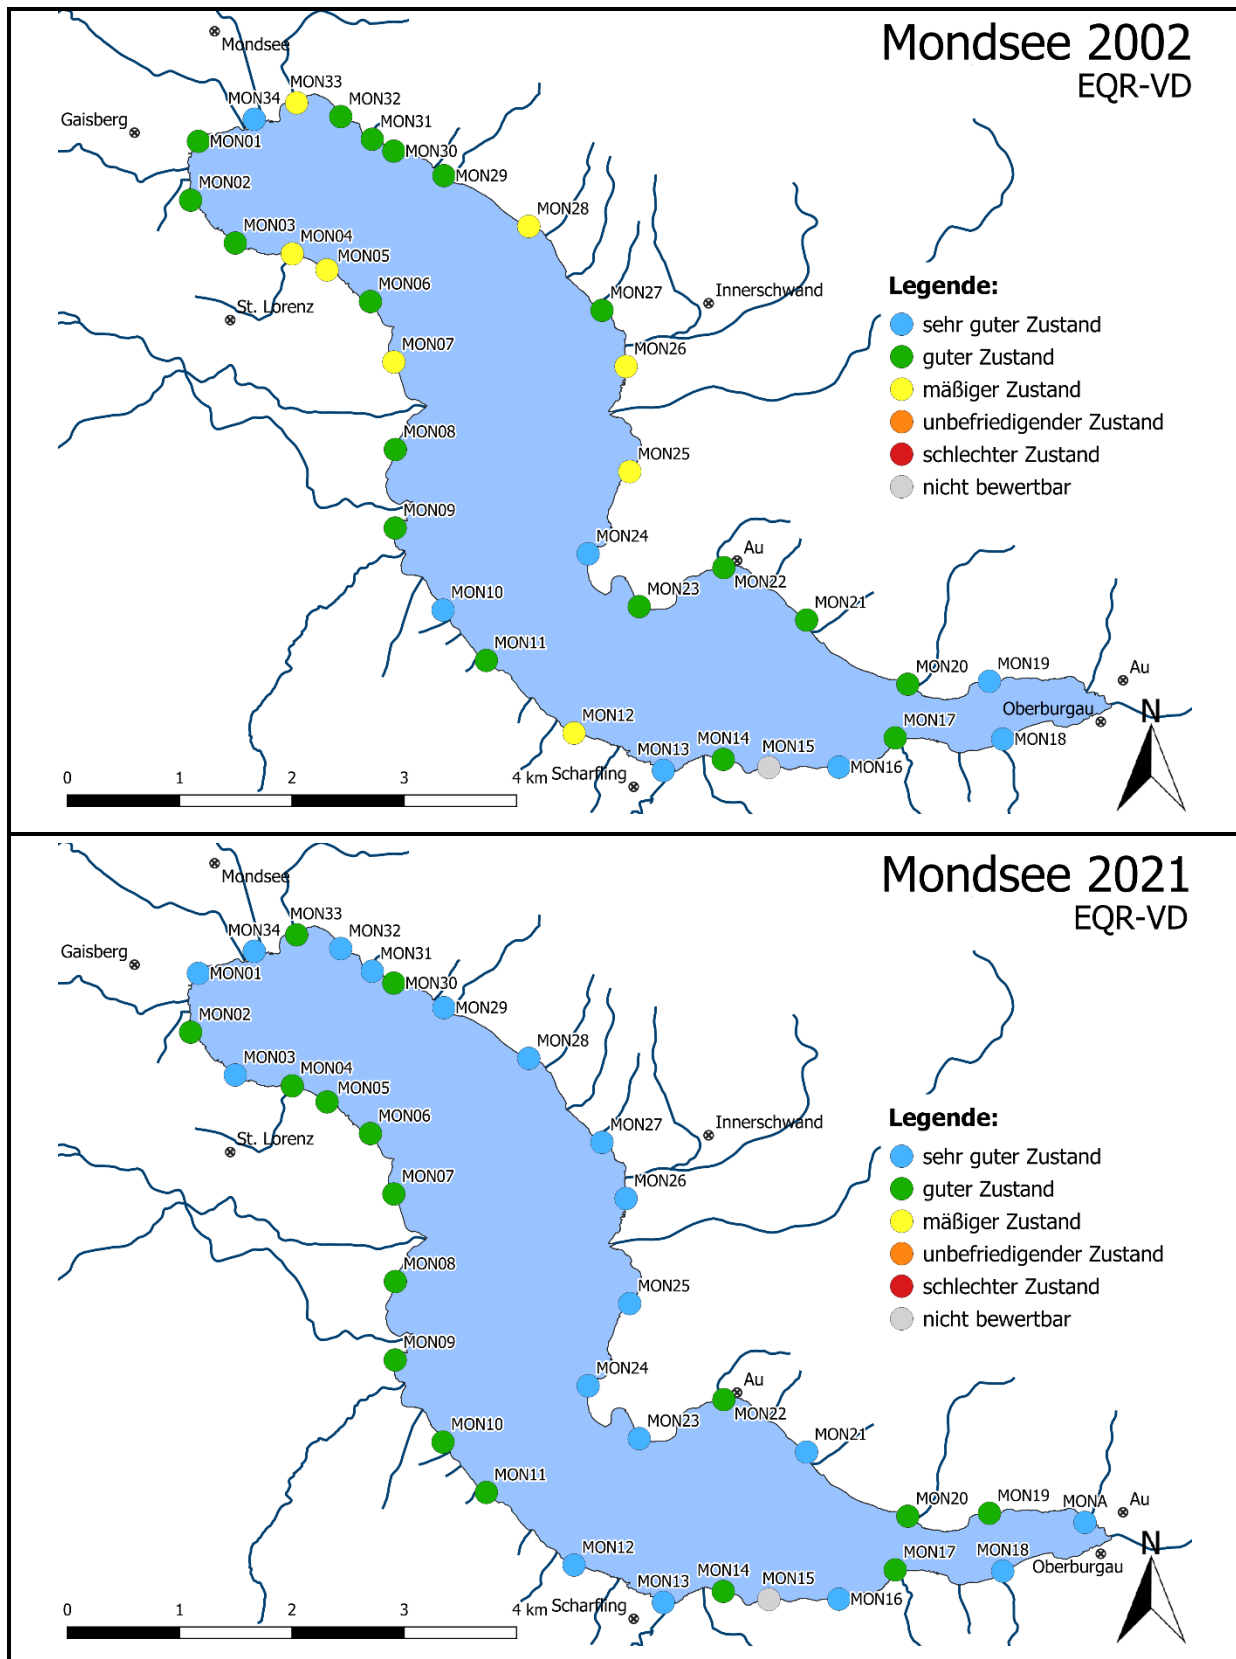 Mondsee 2002
EQR-VD
Mondsee
MON33
MON34
MON32
Gaisberg
MON31
MON01
MON30
MON29
MON02
MON28
MON03
MON04
MON05
MON06
St. Lorenz
MON27
Innerschwand
MON07
MON26
MON08
MON25
MON09
MON24
Au
MON22
MON10
MON23
MON21
MON11
MON20
MON19
Au
Oberburgau
N
MON12
MON17
MON18
MON13
MON14
MON15
MON16
Scharfling
0 1 2 3 4 km
Legende:
sehr guter Zustand
guter Zustand
mäßiger Zustand
unbefriedigender Zustand
schlechter Zustand
nicht bewertbar
Mondsee 2021
EQR-VD
Mondsee
MON33
MON34
MON32
Gaisberg
MON31
MON01
MON30
MON29
MON02
MON28
MON03
MON04
MON05
MON06
St. Lorenz
MON27
Innerschwand
MON07
MON26
MON08
MON25
MON09
MON24
Au
MON22
MON10
MON23
MON21
MON11
MON20
MON19
MONA
Au
N
MON12
MON17
MON18
Oberburgau
MON13
MON14
MON15
MON16
Scharfling
0 1 2 3 4 km
Legende:
sehr guter Zustand
guter Zustand
mäßiger Zustand
unbefriedigender Zustand
schlechter Zustand
nicht bewertbar